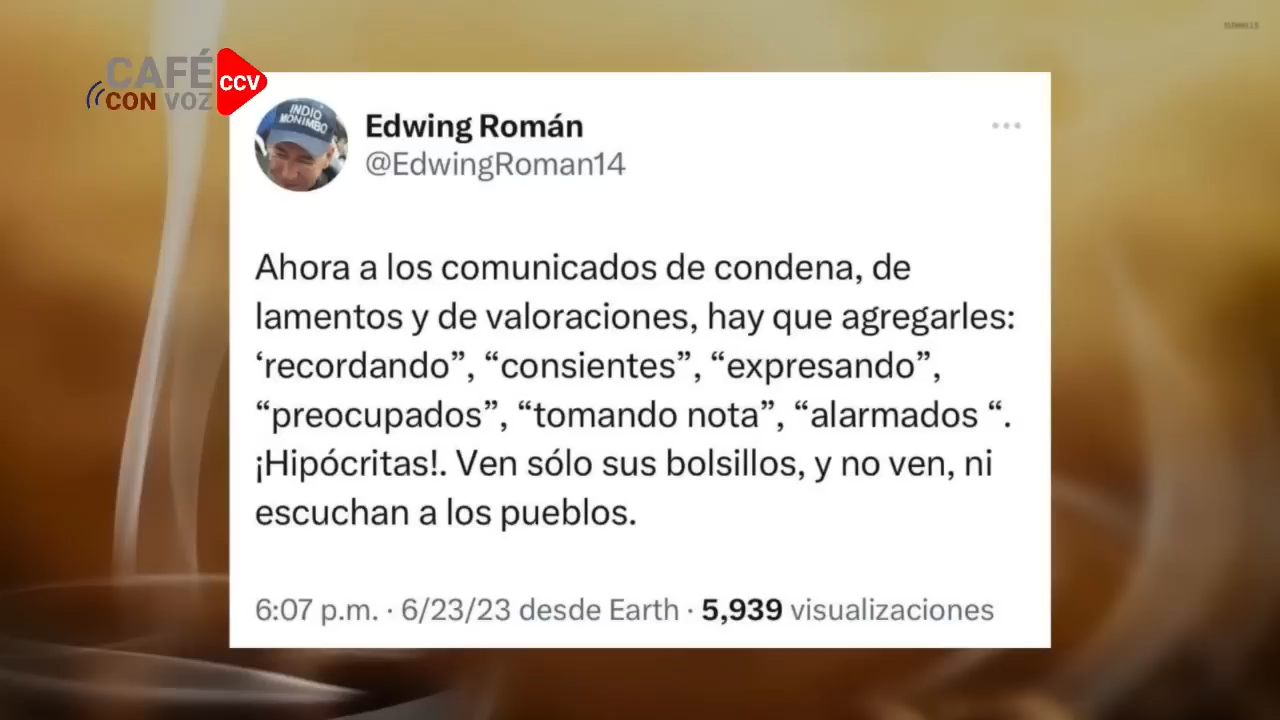 CAFÉ
CON VOZ
CCV
INDIO
MONIMBO
Edwing Román
@EdwingRoman14
Ahora a los comunicados de condena, de
lamentos y de valoraciones, hay que agregarles:
‘recordando”, “consientes”, “expresando”,
“preocupados”, “tomando nota”, “alarmados “.
¡Hipócritas!. Ven sólo sus bolsillos, y no ven, ni
escuchan a los pueblos.
6:07 p.m. · 6/23/23 desde Earth · 5,939 visualizaciones